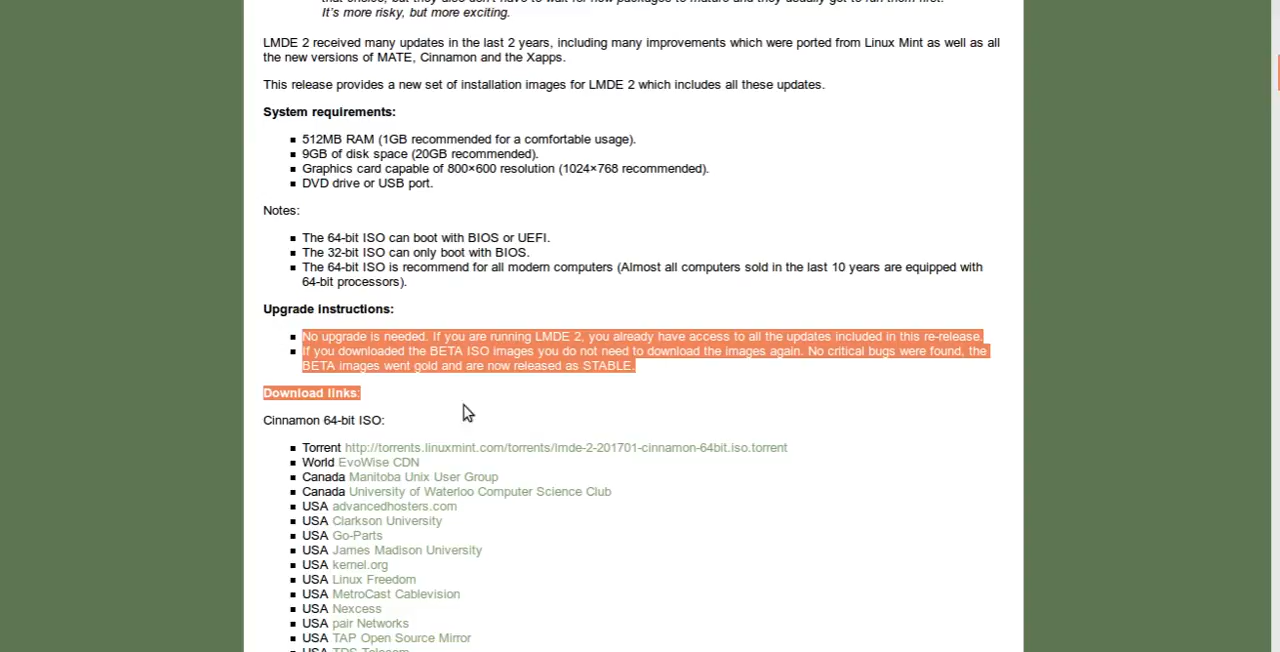 It's more risky, but more exciting.
LMDE 2 received many updates in the last 2 years, including many improvements which were ported from Linux Mint as well as all
the new versions of MATE, Cinnamon and the Xapps.
This release provides a new set of installation images for LMDE 2 which includes all these updates.
System requirements:
512MB RAM (1GB recommended for a comfortable usage).
9GB of disk space (20GB recommended).
Graphics card capable of 800×600 resolution (1024×768 recommended).
DVD drive or USB port.
Notes:
The 64-bit ISO can boot with BIOS or UEFI.
The 32-bit ISO can only boot with BIOS.
The 64-bit ISO is recommend for all modern computers (Almost all computers sold in the last 10 years are equipped with
64-bit processors).
Upgrade instructions:
No upgrade is needed. If you are running LMDE 2, you already have access to all the updates included in this re-release.
If you downloaded the BETA ISO images you do not need to download the images again. No critical bugs were found, the
BETA images went gold and are now released as STABLE.
Download links:
Cinnamon 64-bit ISO:
Torrent http://torrents.linuxmint.com/torrents/lmde-2-201701-cinnamon-64bit.iso.torrent
World EvoWise CDN
Canada Manitoba Unix User Group
Canada University of Waterloo Computer Science Club
USA advancedhosters.com
USA Clarkson University
USA Go-Parts
USA James Madison University
USA kernel.org
USA Linux Freedom
USA MetroCast Cablevision
USA Nexcess
USA pair Networks
USA TAP Open Source Mirror
USA TDS Telecom